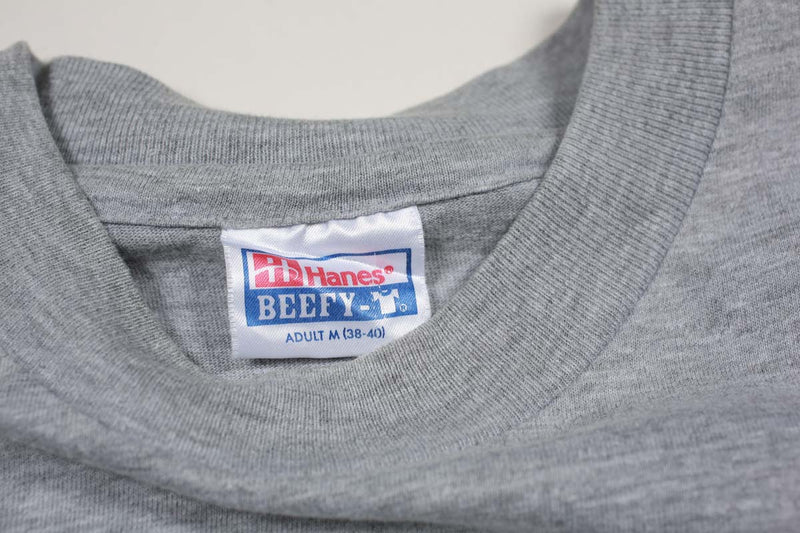 Hanes®
BEEFY-T®
ADULT M (38-40)